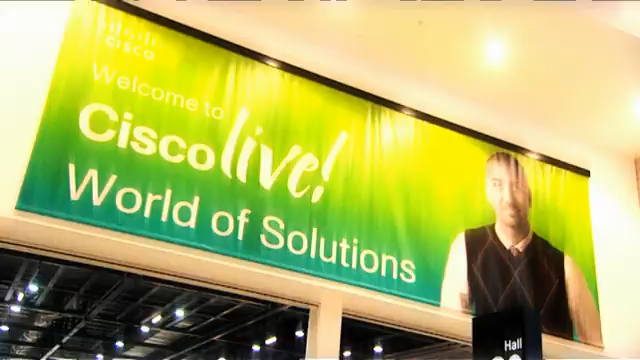 CISCO
Welcome to
Cisco live!
World of Solutions
Hall